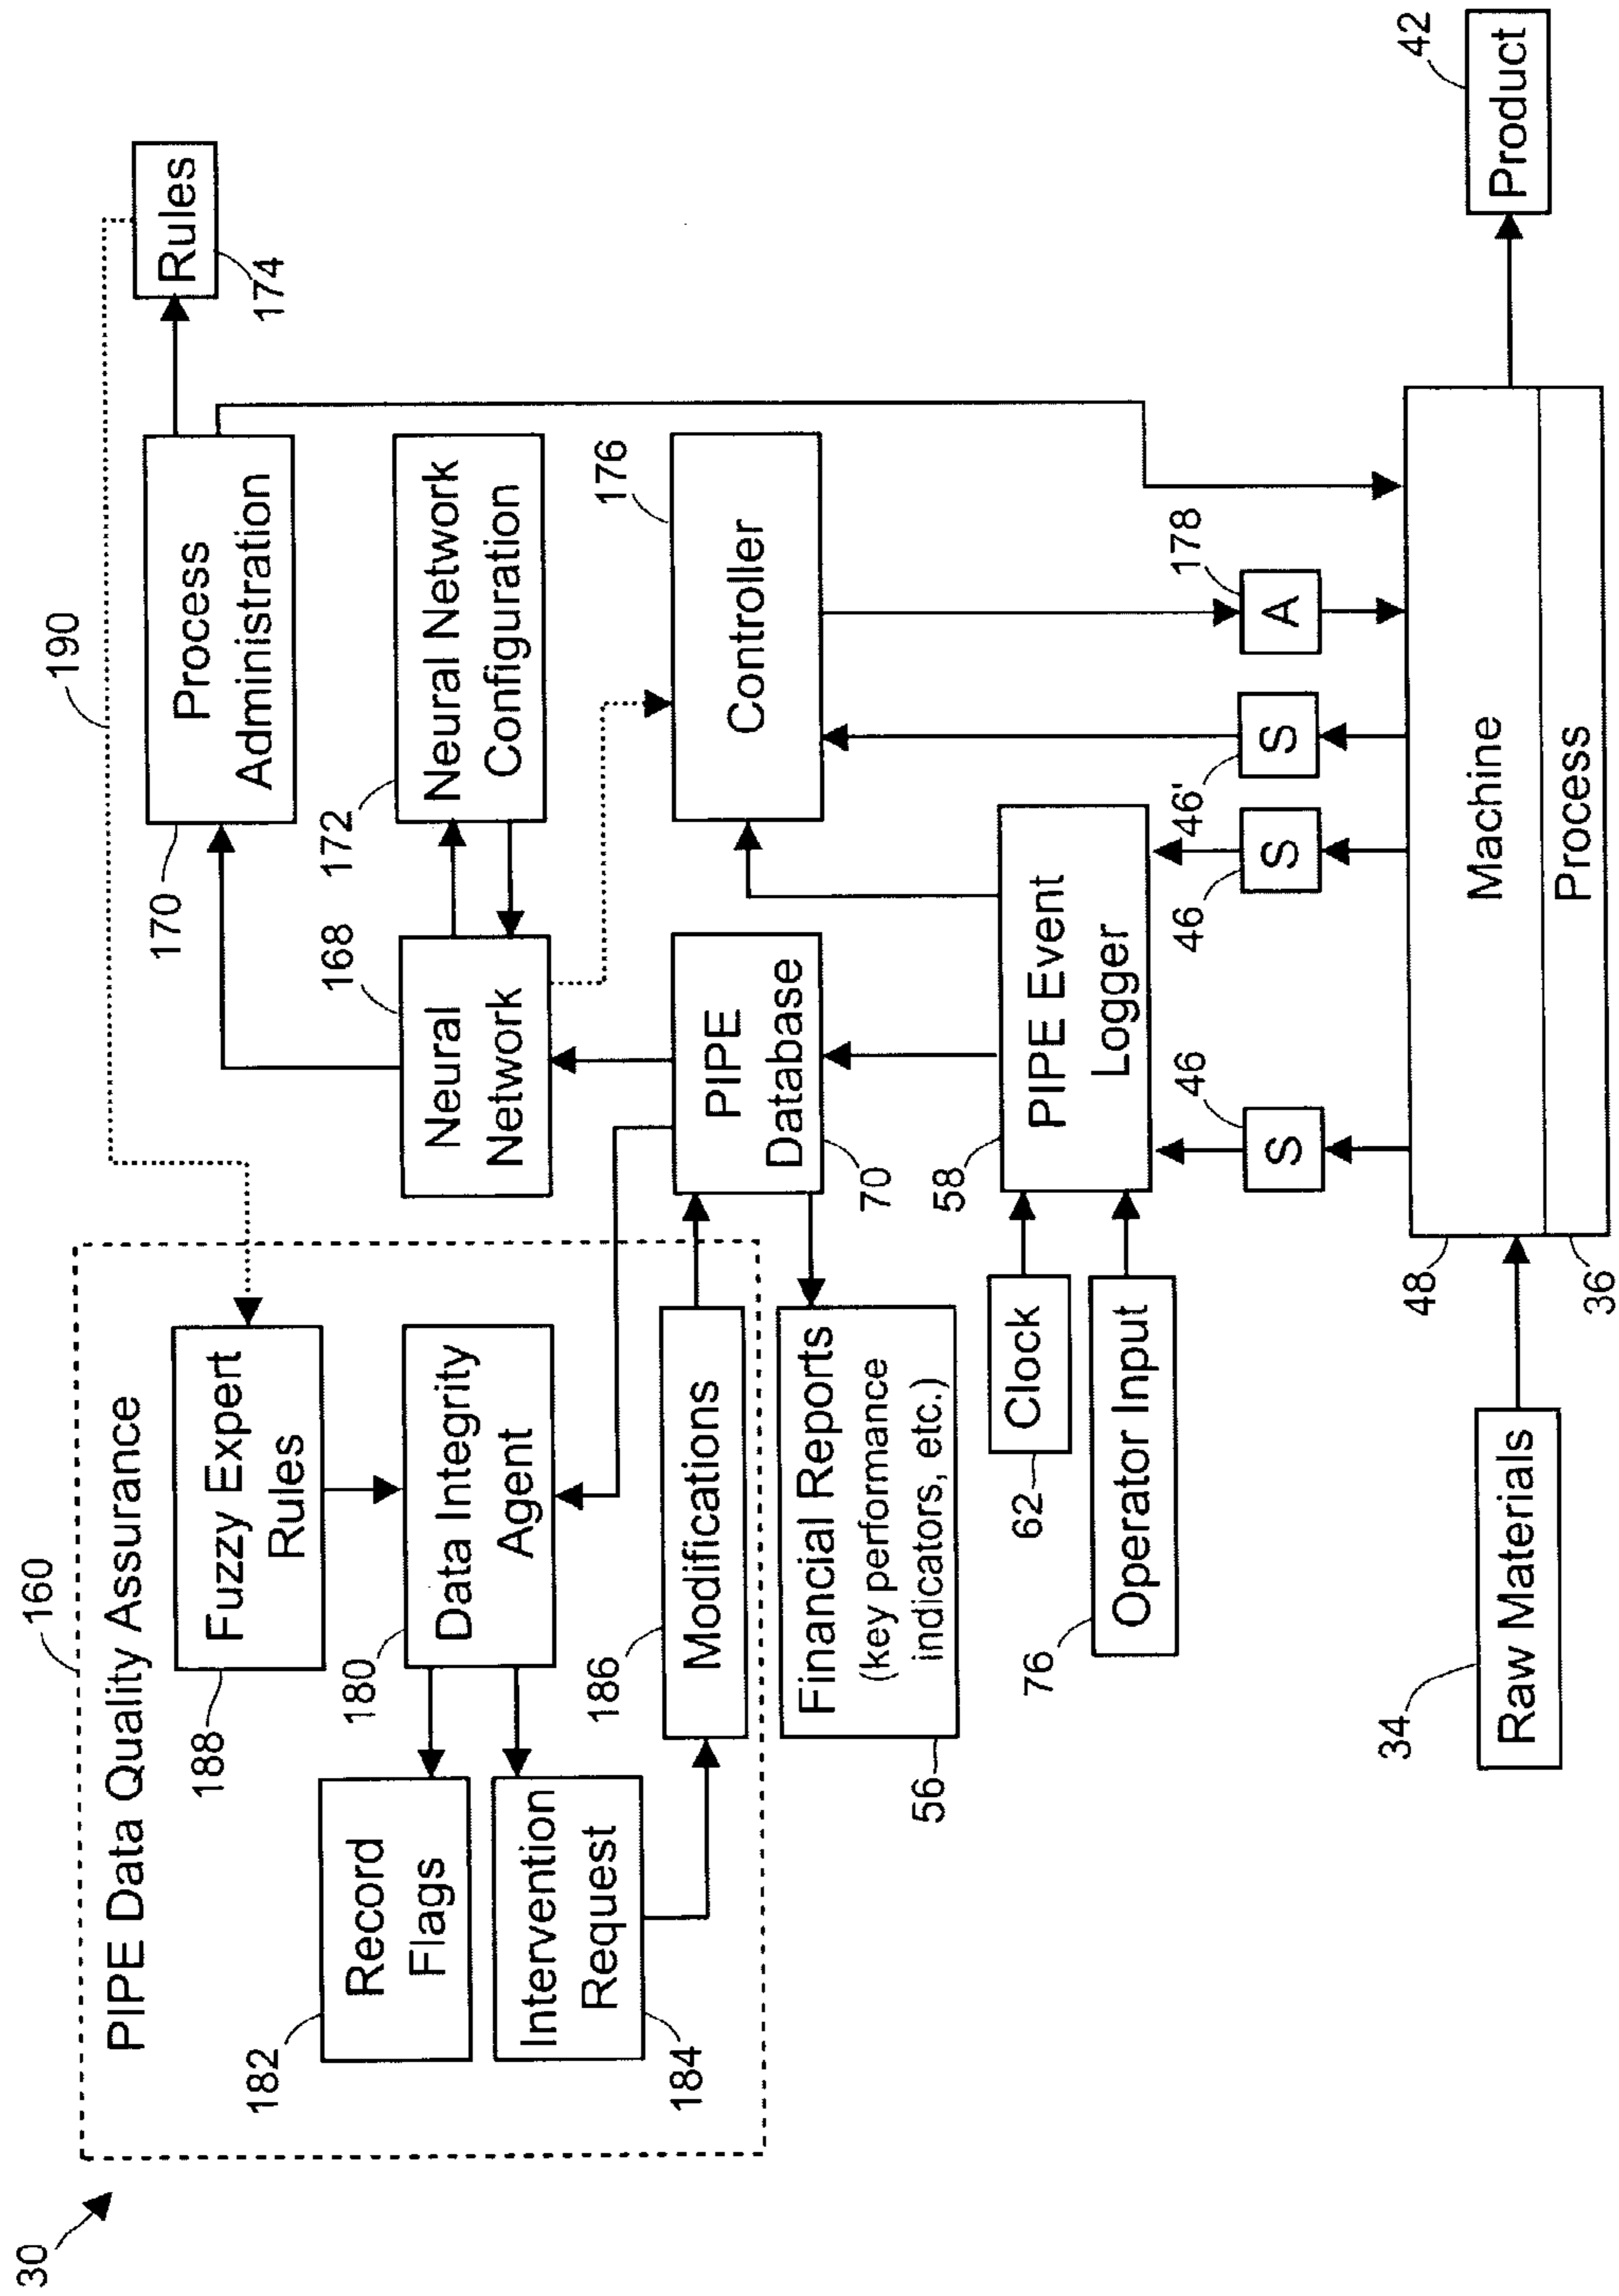 30
160
PIPE Data Quality Assurance
190
188
Fuzzy Expert
Rules
170
Process
Administration
Rules
174
182
Record
Flags
180
Data Integrity
Agent
168
Neural
Network
172
Neural Network
Configuration
Intervention
Request
184
186
Modifications
PIPE
Database
70
176
Controller
Financial Reports
(key performance
indicators, etc.)
56
Clock
62
58
PIPE Event
Logger
76
Operator Input
46
S
46
S
46'
S
178
A
34
Raw Materials
48
Machine
36
Process
42
Product